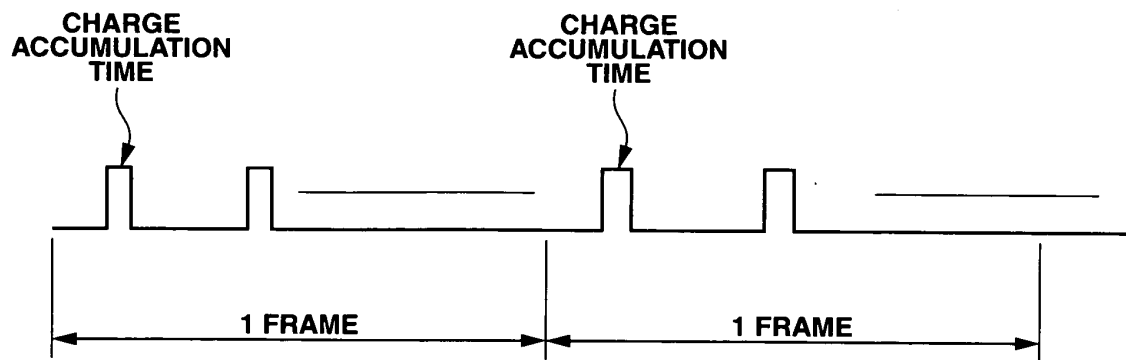 CHARGE
ACCUMULATION
TIME
CHARGE
ACCUMULATION
TIME
1 FRAME
1 FRAME